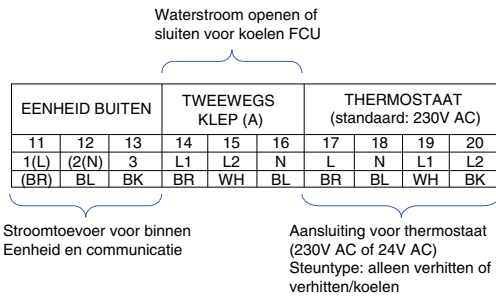 Waterstroom openen of
sluiten voor koelen FCU
EENHEID BUITEN
TWEEWEGS
KLEP (A)
THERMOSTAAT
(standaard: 230V AC)
11 12 13 14 15 16 17 18 19 20
1(L) (2(N) 3 L1 L2 N L N L1 L2
(BR) BL BK BR WH BL BR BL WH BK
Stroomtoevoer voor binnen
Eenheid en communicatie
Aansluiting voor thermostaat
(230V AC of 24V AC)
Steuntype: alleen verhitten of
verhitten/koelen